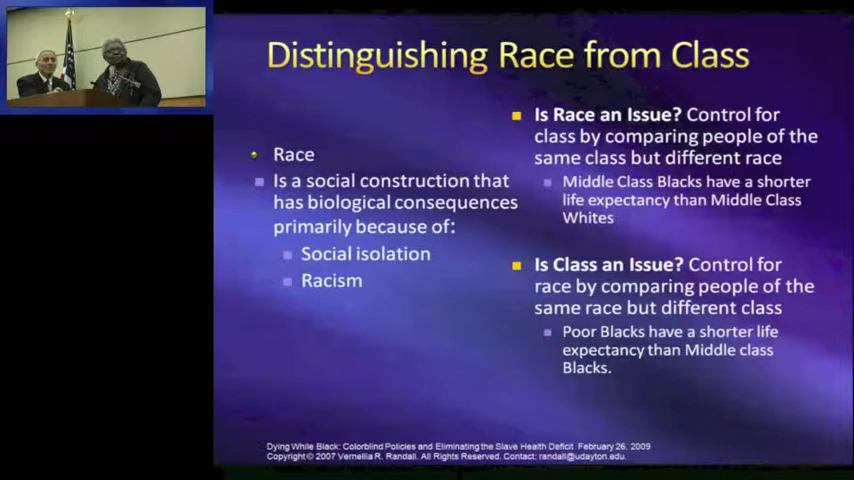 Distinguishing Race from Class
Race
Is a social construction that
has biological consequences
primarily because of:
Social isolation
Racism
Is Race an Issue? Control for
class by comparing people of the
same class but different race
Middle Class Blacks have a shorter
life expectancy than Middle Class
Whites
Is Class an Issue? Control for
race by comparing people of the
same race but different class
Poor Blacks have a shorter life
expectancy than Middle class
Blacks.
Dying While Black: Colorblind Policies and Eliminating the Slave Health Deficit February 26, 2009
Copyright © 2007 Vernellia R. Randall. All Rights Reserved. Contact: randall@udayton.edu.